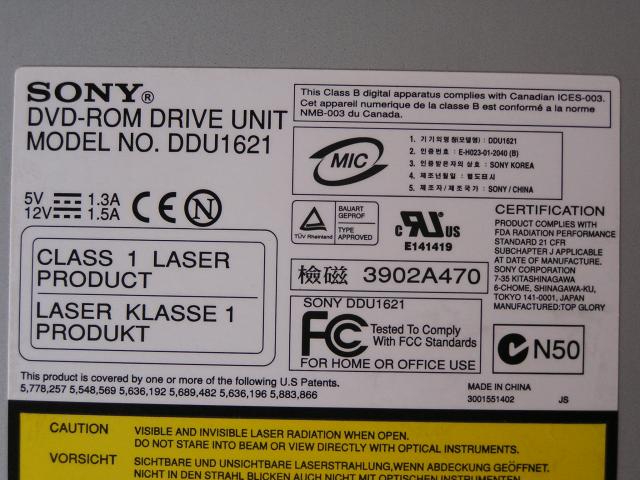 SONY®
DVD-ROM DRIVE UNIT
MODEL NO. DDU1621
5V 1.3A
12V 1.5A
CE N
CLASS 1 LASER
PRODUCT
LASER KLASSE 1
PRODUKT
This Class B digital apparatus complies with Canadian ICES-003.
Cet appareil numerique de la classe B est conformé a la norme
NMB-003 du Canada.
MIC
1. 기기의명칭(모델명) : DDU1621
2. 인증번호 : E-H023-01-2040 (B)
3. 인증받은자의상호 : SONY KOREA
4. 제조년월일 : 별도표시
5. 제조자/제조국가 : SONY/CHINA
TÜV Rheinland
BAUART
GEPROF
TYPE
APPROVED
c RU US
E141419
檢磁 3902A470
SONY DDU1621
FC Tested To Comply
With FCC Standards
FOR HOME OR OFFICE USE
CERTIFICATION
PRODUCT COMPLIES WITH
FDA RADIATION PERFORMANCE
STANDARD 21 CFR
SUBCHAPTER J APPLICABLE
AT DATE OF MANUFACTURE.
SONY CORPORATION
7-35 KITASHINAGAWA
6-CHOME, SHINAGAWA-KU,
TOKYO 141-0001, JAPAN
MANUFACTURED:TOP GLORY
N50
This product is covered by one or more of the following U.S Patents.
5,778,257 5,548,569 5,636,192 5,689,482 5,636,196 5,883,866
MADE IN CHINA
3001551402 JS
CAUTION VISIBLE AND INVISIBLE LASER RADIATION WHEN OPEN.
DO NOT STARE INTO BEAM OR VIEW DIRECTLY WITH OPTICAL INSTRUMENTS.
VORSICHT SICHTBARE UND UNSICHTBARE LASERSTRAHLUNG,WENN ABDECKUNG GEÖFFNET.
NICHT IN DEN STRAHL BLICKEN AUCH NICHT MIT OPTISCHEN INSTRUMENTEN